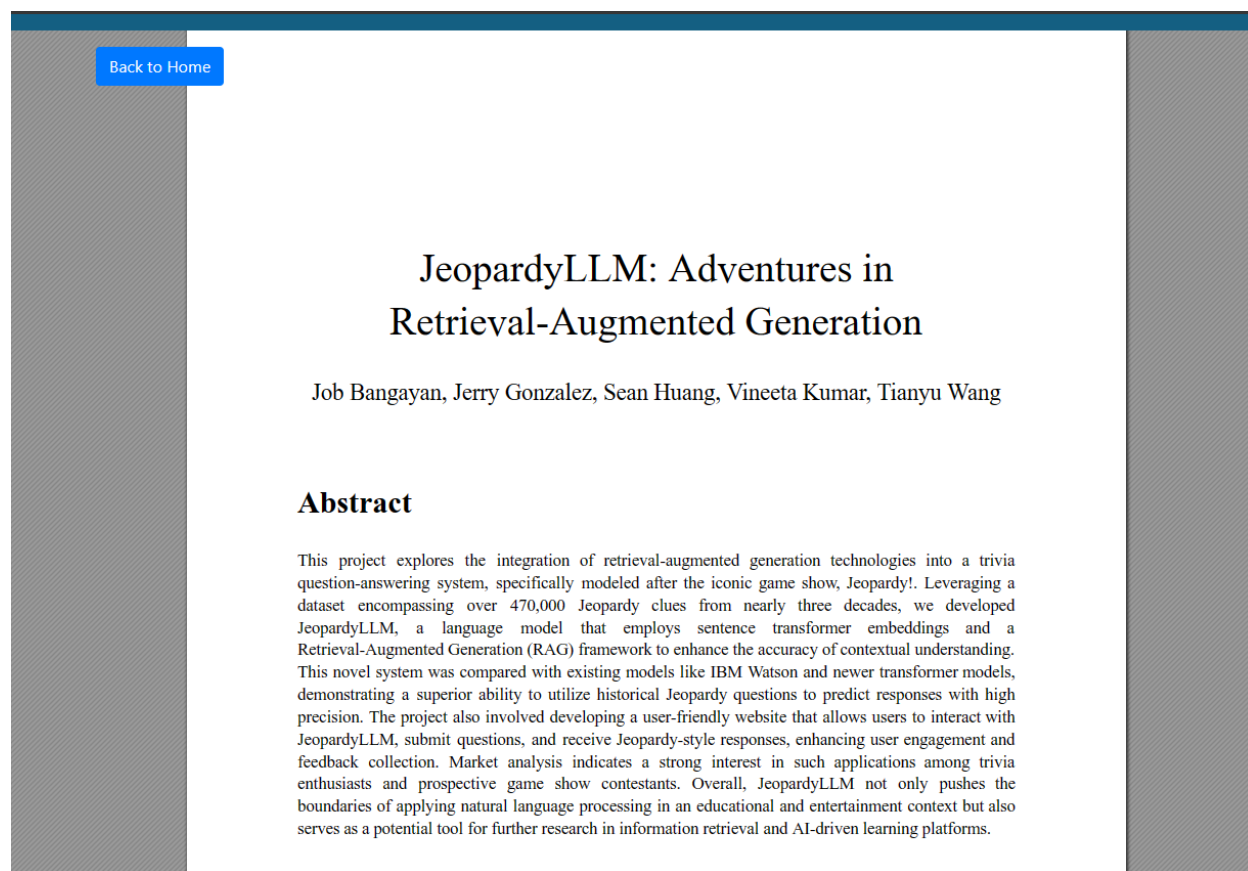 Back to Home
JeopardyLLM: Adventures in
Retrieval-Augmented Generation
Job Bangayan, Jerry Gonzalez, Sean Huang, Vineeta Kumar, Tianyu Wang
Abstract
This project explores the integration of retrieval-augmented generation technologies into a trivia
question-answering system, specifically modeled after the iconic game show, Jeopardy!. Leveraging a
dataset encompassing over 470,000 Jeopardy clues from nearly three decades, we developed
JeopardyLLM, a language model that employs sentence transformer embeddings and a
Retrieval-Augmented Generation (RAG) framework to enhance the accuracy of contextual understanding.
This novel system was compared with existing models like IBM Watson and newer transformer models,
demonstrating a superior ability to utilize historical Jeopardy questions to predict responses with high
precision. The project also involved developing a user-friendly website that allows users to interact with
JeopardyLLM, submit questions, and receive Jeopardy-style responses, enhancing user engagement and
feedback collection. Market analysis indicates a strong interest in such applications among trivia
enthusiasts and prospective game show contestants. Overall, JeopardyLLM not only pushes the
boundaries of applying natural language processing in an educational and entertainment context but also
serves as a potential tool for further research in information retrieval and AI-driven learning platforms.